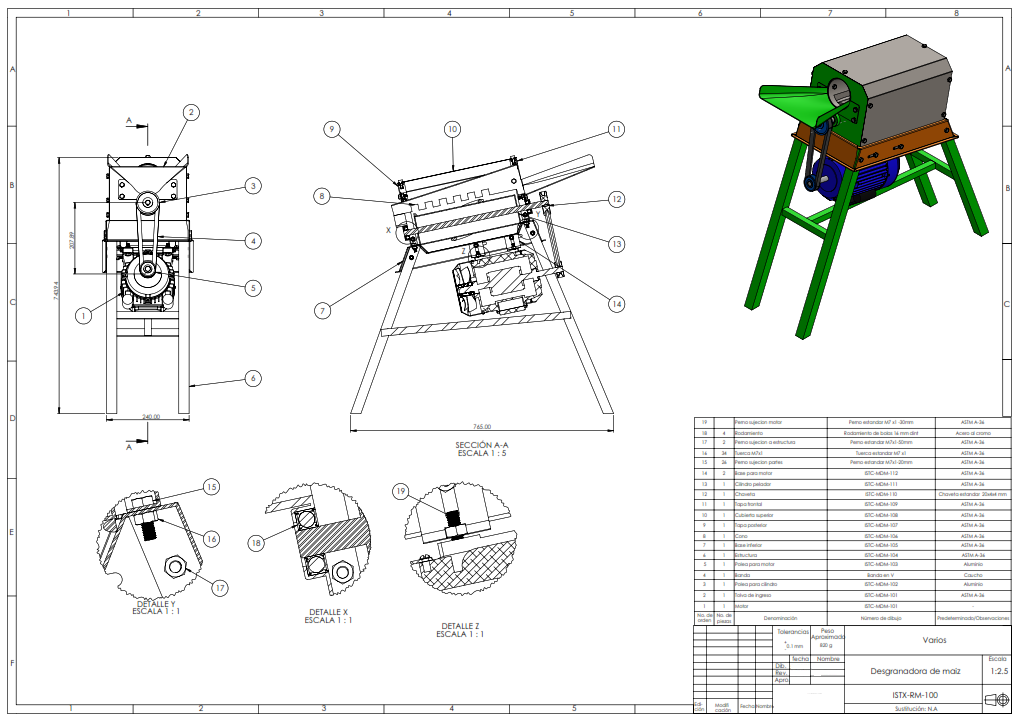 1 2 3 4 5 6 7 8
A A
B B
C C
D D
E
F
A
2
3
4
5
1
6
207.89
240.00
A
9
10
11
8
12
X
Y
Z
13
7
14
765.00
SECCIÓN A-A
ESCALA 1 : 5
15
16
17
DETALLE Y
ESCALA 1 : 1
18
DETALLE X
ESCALA 1 : 1
19
DETALLE Z
ESCALA 1 : 1
19 Perno sujecion motor Perno estandar M7 x1 -30mm ASTM A-36
18 4 Rodamiento Rodamiento de bolas 16 mm dint Acero al cromo
17 2 Perno sujecion a estructura Perno estandar M7x1-50mm ASTM A-36
16 34 Tuerca M7x1 Tuerca estandar M7 x1 ASTM A-36
15 26 Perno sujecion partes Perno estandar M7x1-20mm ASTM A-36
14 2 Base para motor ISTC-MDM-112 ASTM A-36
13 1 Cilindro pelador ISTC-MDM-111 ASTM A-36
12 1 Chaveta ISTC-MDM-110 Chaveta estandar 20x6x6 mm
11 1 Tapa frontal ISTC-MDM-109 ASTM A-36
10 1 Cubierta superior ISTC-MDM-108 ASTM A-36
9 1 Tapa posterior ISTC-MDM-107 ASTM A-36
8 1 Cono ISTC-MDM-106 ASTM A-36
7 1 Base inferior ISTC-MDM-105 ASTM A-36
6 1 Estructura ISTC-MDM-104 ASTM A-36
5 1 Polea para motor ISTC-MDM-103 Aluminio
4 1 Banda Banda en V Caucho
3 1 Polea para cilindro ISTC-MDM-102 Aluminio
2 1 Tolva de ingreso ISTC-MDM-101 ASTM A-36
1 1 Motor ISTC-MDM-101 -
No. de orden No. de piezas Denominación Número de dibujo Predeterminado/Observaciones
Tolerancias
0.1 mm
Peso
Aproximado
820 g
Varios
fecha Nombre
Dib.
Rev.
Apro.
Desgranadora de maiz
Escala
1:2.5
ISTX-RM-100
Edi-
ción
Modifi
cación
Fecha
Nombre
Sustitución: N.A
1 2 3 4 5